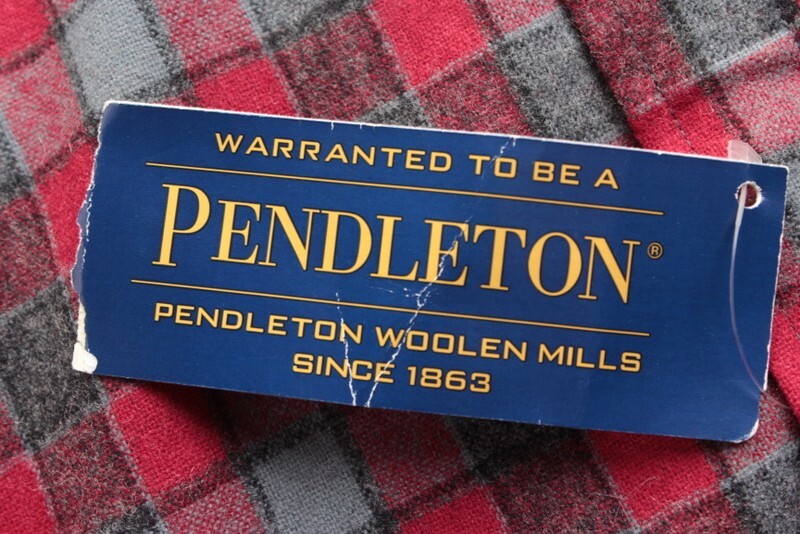 WARRANTED TO BE A
PENDLETON®
PENDLETON WOOLEN MILLS
SINCE 1863